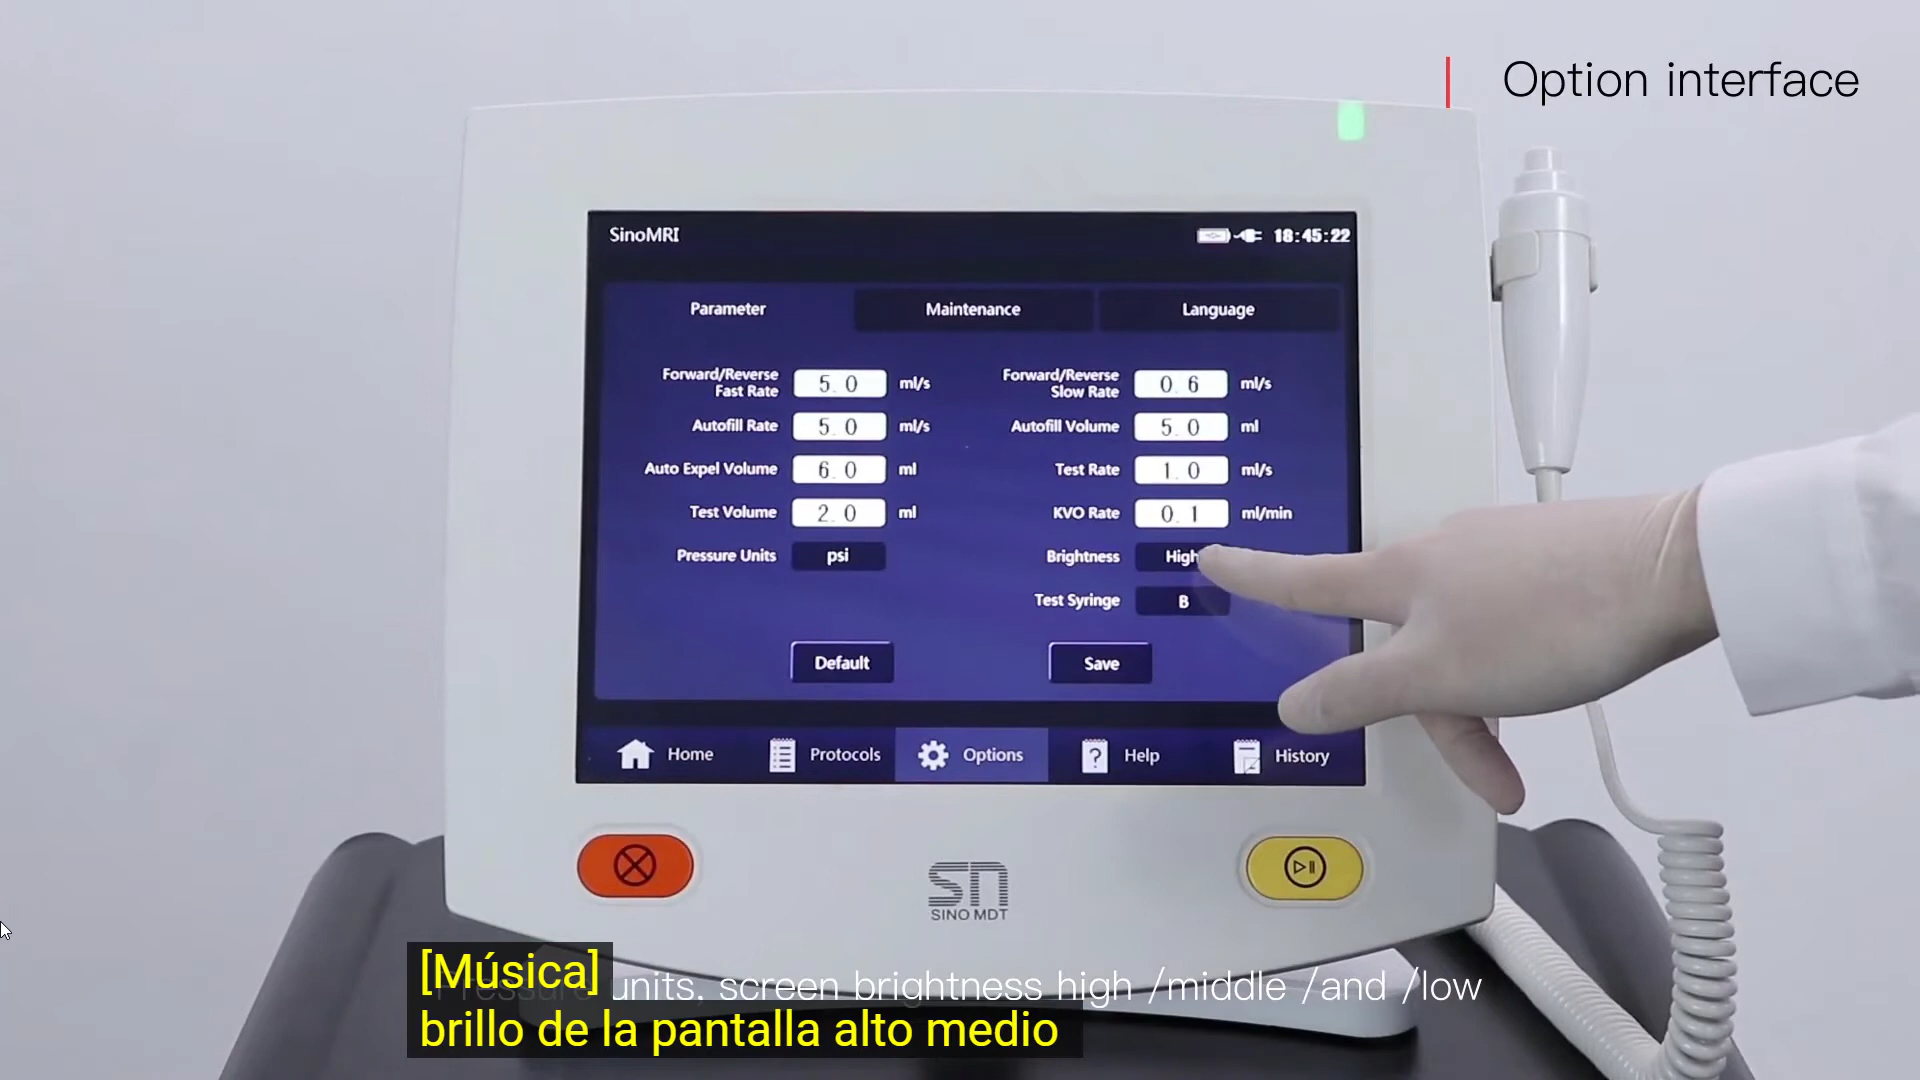 Option interface
SinoMRI
18:45:22
Parameter
Maintenance
Language
Forward/Reverse
Fast Rate
5.0
ml/s
Forward/Reverse
Slow Rate
0.6
ml/s
Autofill Rate
5.0
ml/s
Autofill Volume
5.0
ml
Auto Expel Volume
6.0
ml
Test Rate
1.0
ml/s
Test Volume
2.0
ml
KVO Rate
0.1
ml/min
Pressure Units
psi
Brightness
High
Test Syringe
B
Default
Save
Home
Protocols
Options
Help
History
SN
SINO MDT
[Música]
Pressure units, screen brightness high /middle /and /low
brillo de la pantalla alto medio